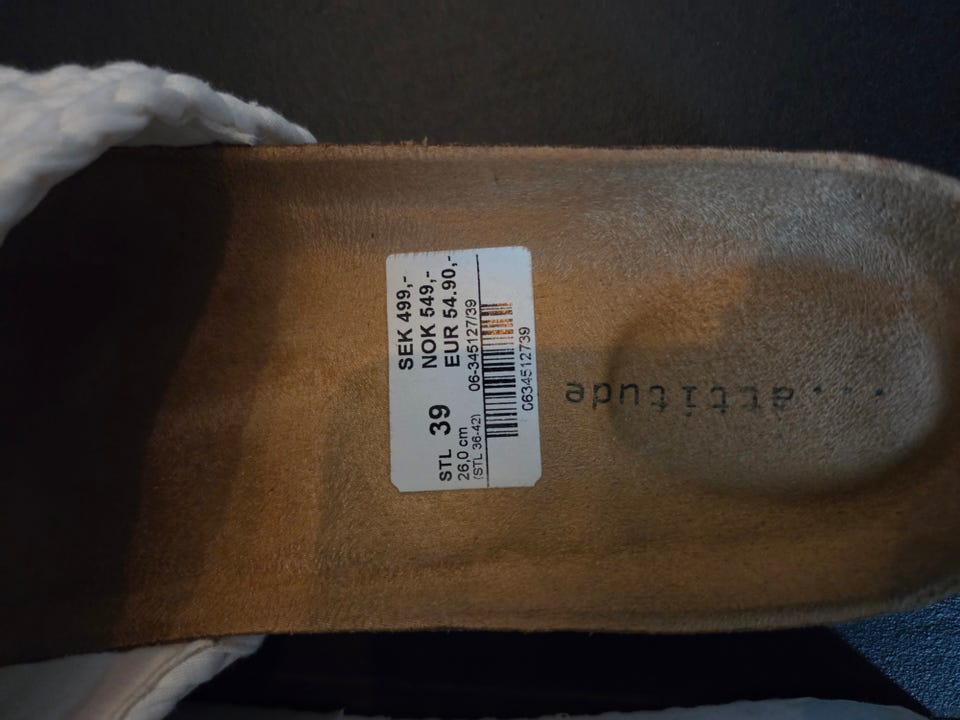 SEK 499,-
NOK 549,-
EUR 54.90,-
STL 39
26,0 cm
(STL 36-42)
06-345127/39
0634512739
...attitude